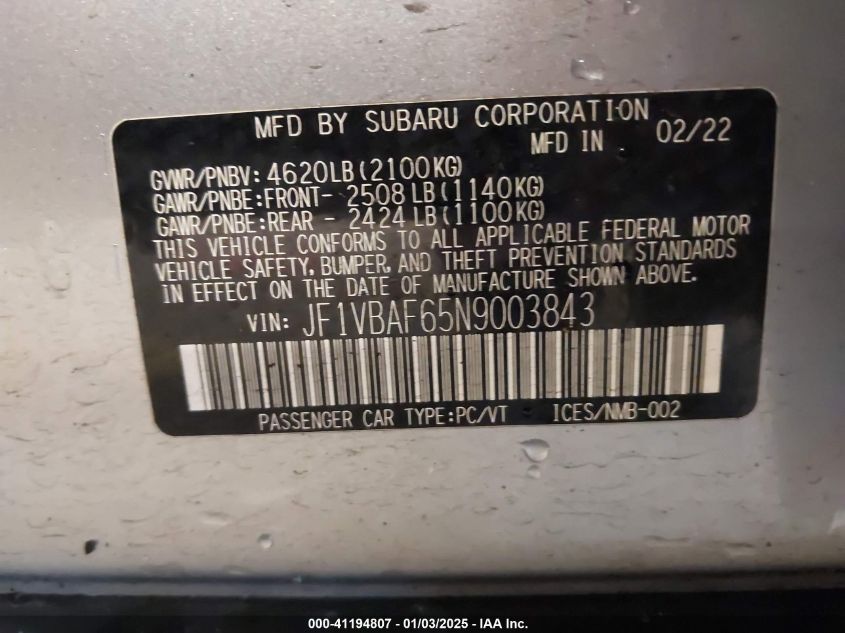 MFD BY SUBARU CORPORATION
MFD IN 02/22
GVWR/PNBV: 4620LB (2100KG)
GAWR/PNBE:FRONT- 2508 LB (1140KG)
GAWR/PNBE:REAR - 2424 LB (1100KG)
THIS VEHICLE CONFORMS TO ALL APPLICABLE FEDERAL MOTOR
VEHICLE SAFETY, BUMPER, AND THEFT PREVENTION STANDARDS
IN EFFECT ON THE DATE OF MANUFACTURE SHOWN ABOVE.
VIN: JF1VBAF65N9003843
PASSENGER CAR TYPE:PC/VT ICES/NMB-002
000-41194807 - 01/03/2025 - IAA Inc.